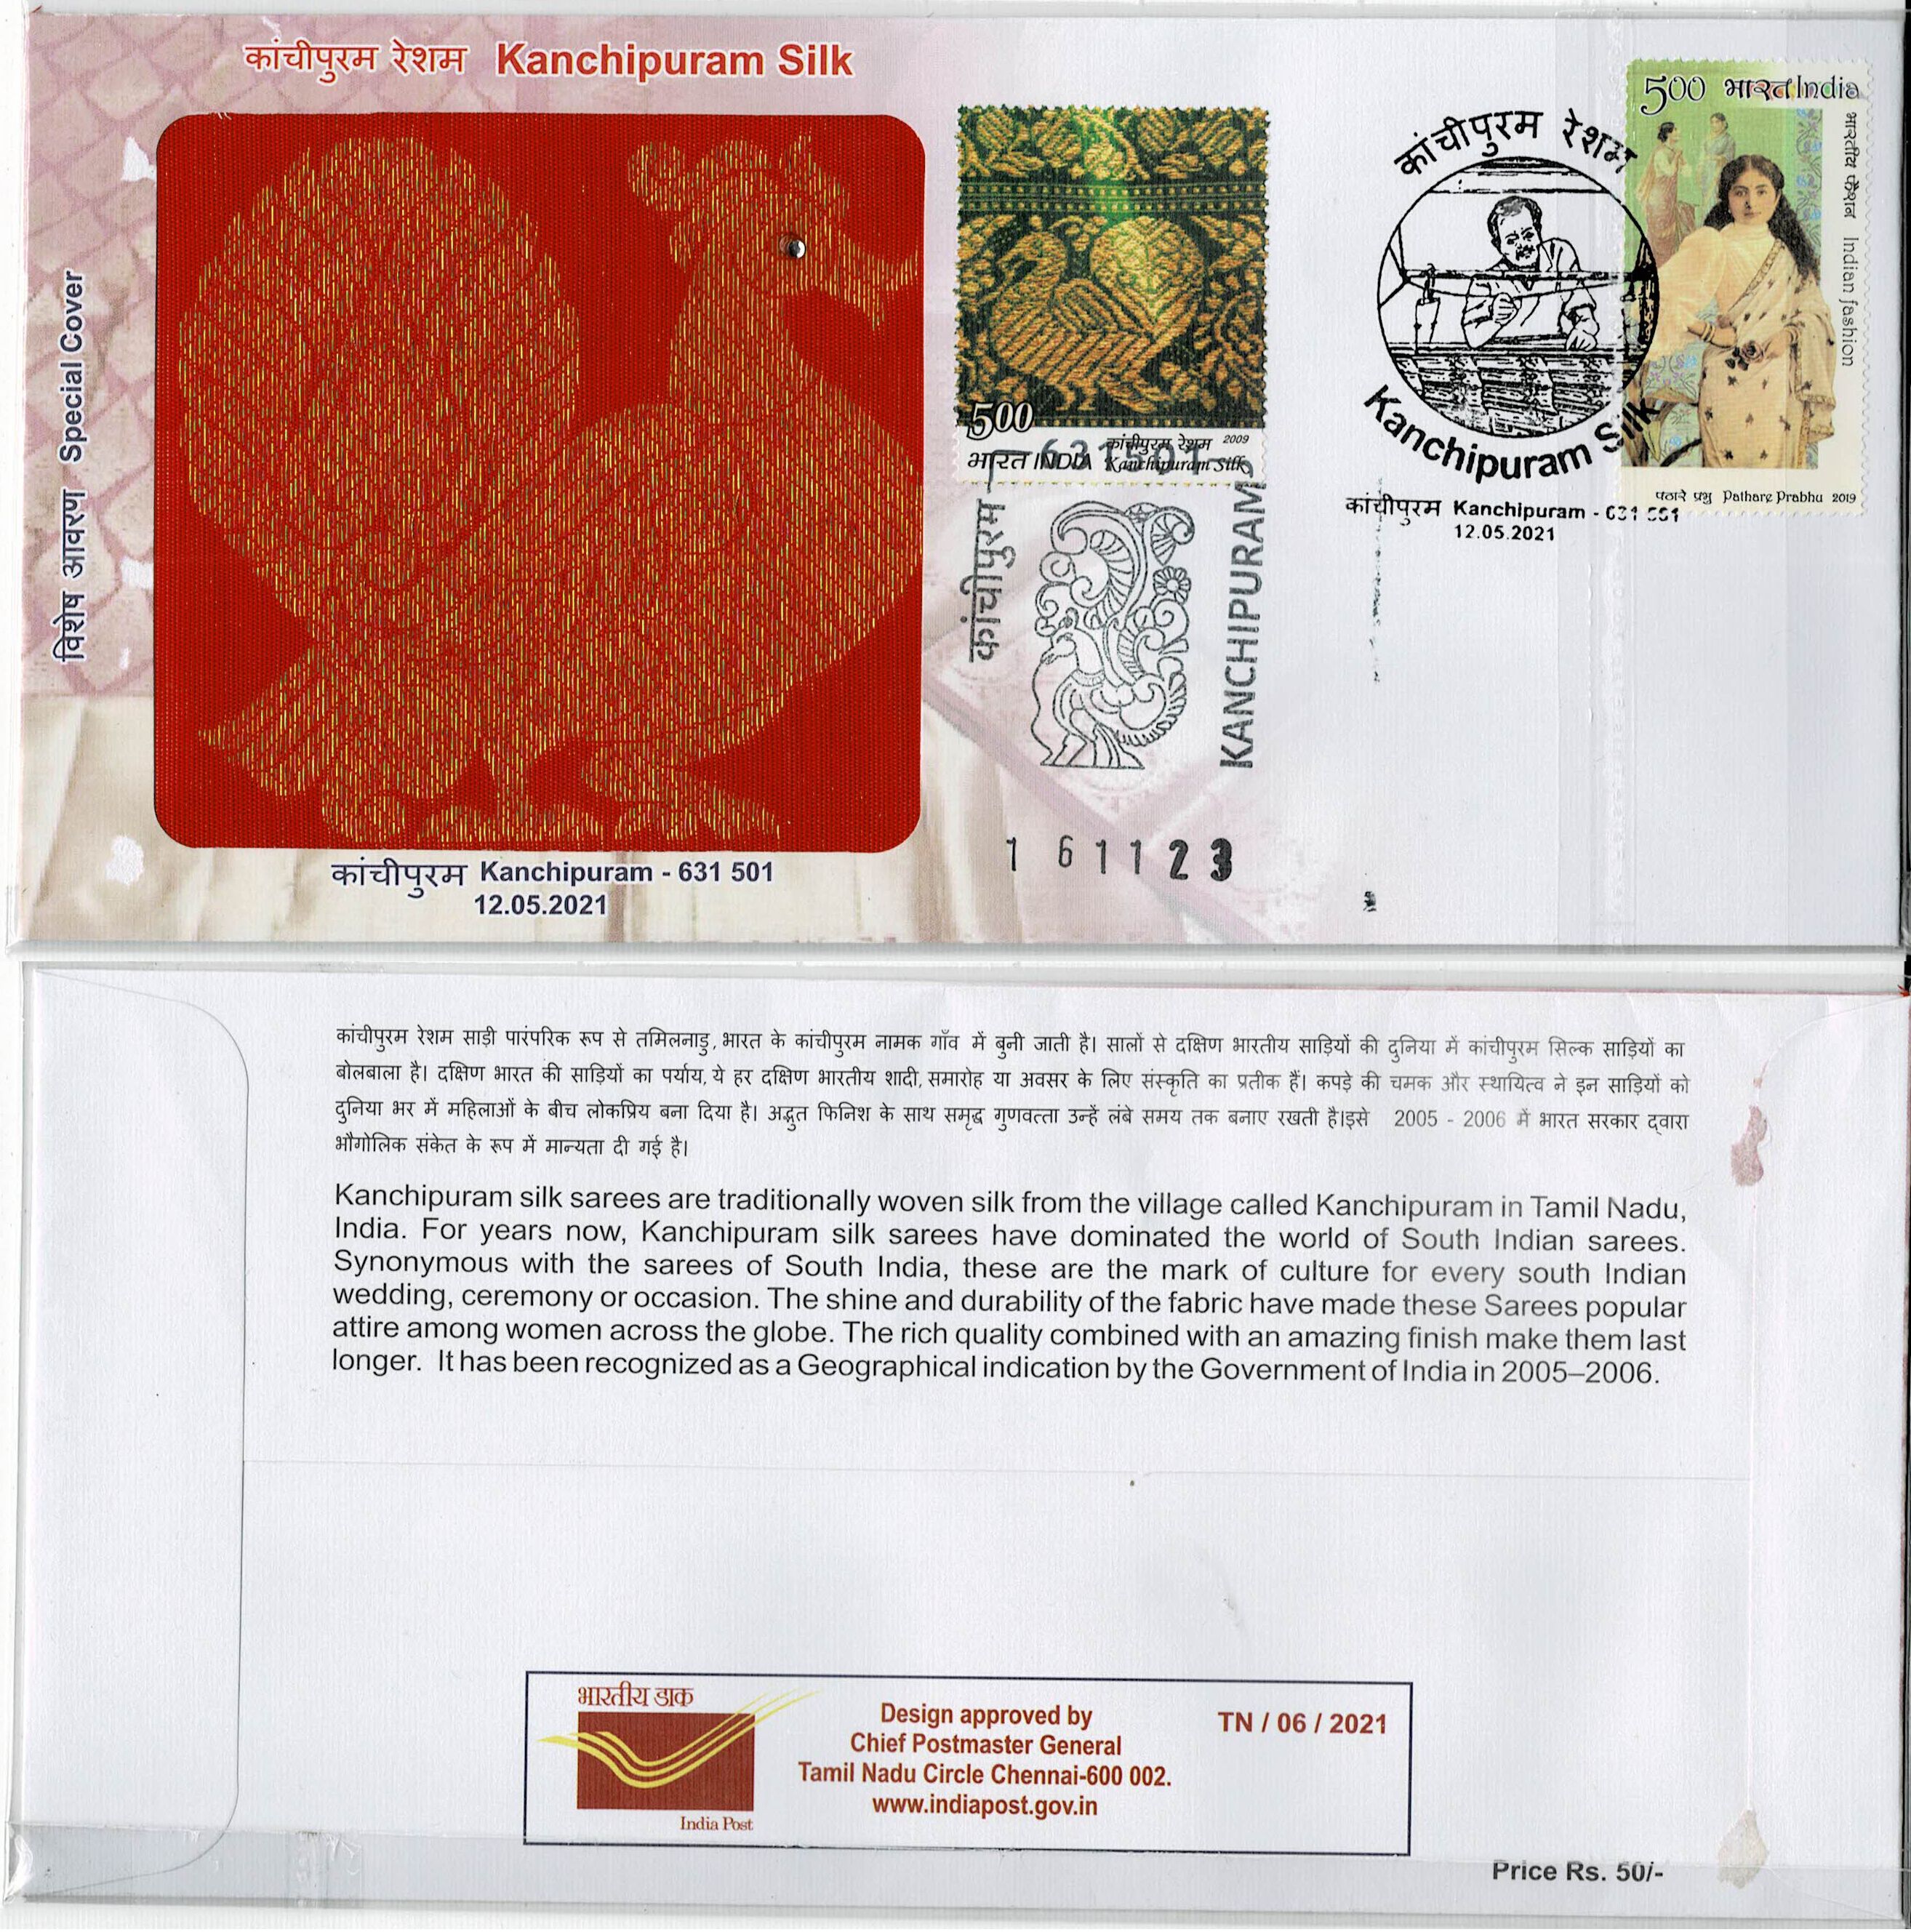 कांचीपुरम रेशम Kanchipuram Silk
विशेष आवरण Special Cover
500
कांचीपुरम रेशम 2009
भारत INDIA Kanchipuram Silk
631501
कांचीपुरम
KANCHIPURAM
161123
कांचीपुरम रेशम
Kanchipuram Silk
कांचीपुरम Kanchipuram - 631 501
12.05.2021
500 भारत India
भारतीय फैशन Indian fashion
पठारे प्रभु Pathare Prabhu 2019
कांचीपुरम Kanchipuram - 631 501
12.05.2021
कांचीपुरम रेशम साड़ी पारंपरिक रूप से तमिलनाडु, भारत के कांचीपुरम नामक गाँव में बुनी जाती है। सालों से दक्षिण भारतीय साड़ियों की दुनिया में कांचीपुरम सिल्क साड़ियों का
बोलबाला है। दक्षिण भारत की साड़ियों का पर्याय, ये हर दक्षिण भारतीय शादी, समारोह या अवसर के लिए संस्कृति का प्रतीक हैं। कपड़े की चमक और स्थायित्व ने इन साड़ियों को
दुनिया भर में महिलाओं के बीच लोकप्रिय बना दिया है। अद्भुत फिनिश के साथ समृद्ध गुणवत्ता उन्हें लंबे समय तक बनाए रखती है।इसे 2005 - 2006 में भारत सरकार द्वारा
भौगोलिक संकेत के रूप में मान्यता दी गई है।
Kanchipuram silk sarees are traditionally woven silk from the village called Kanchipuram in Tamil Nadu,
India. For years now, Kanchipuram silk sarees have dominated the world of South Indian sarees.
Synonymous with the sarees of South India, these are the mark of culture for every south Indian
wedding, ceremony or occasion. The shine and durability of the fabric have made these Sarees popular
attire among women across the globe. The rich quality combined with an amazing finish make them last
longer. It has been recognized as a Geographical indication by the Government of India in 2005–2006.
भारतीय डाक
India Post
Design approved by
Chief Postmaster General
Tamil Nadu Circle Chennai-600 002.
www.indiapost.gov.in
TN / 06 / 2021
Price Rs. 50/-